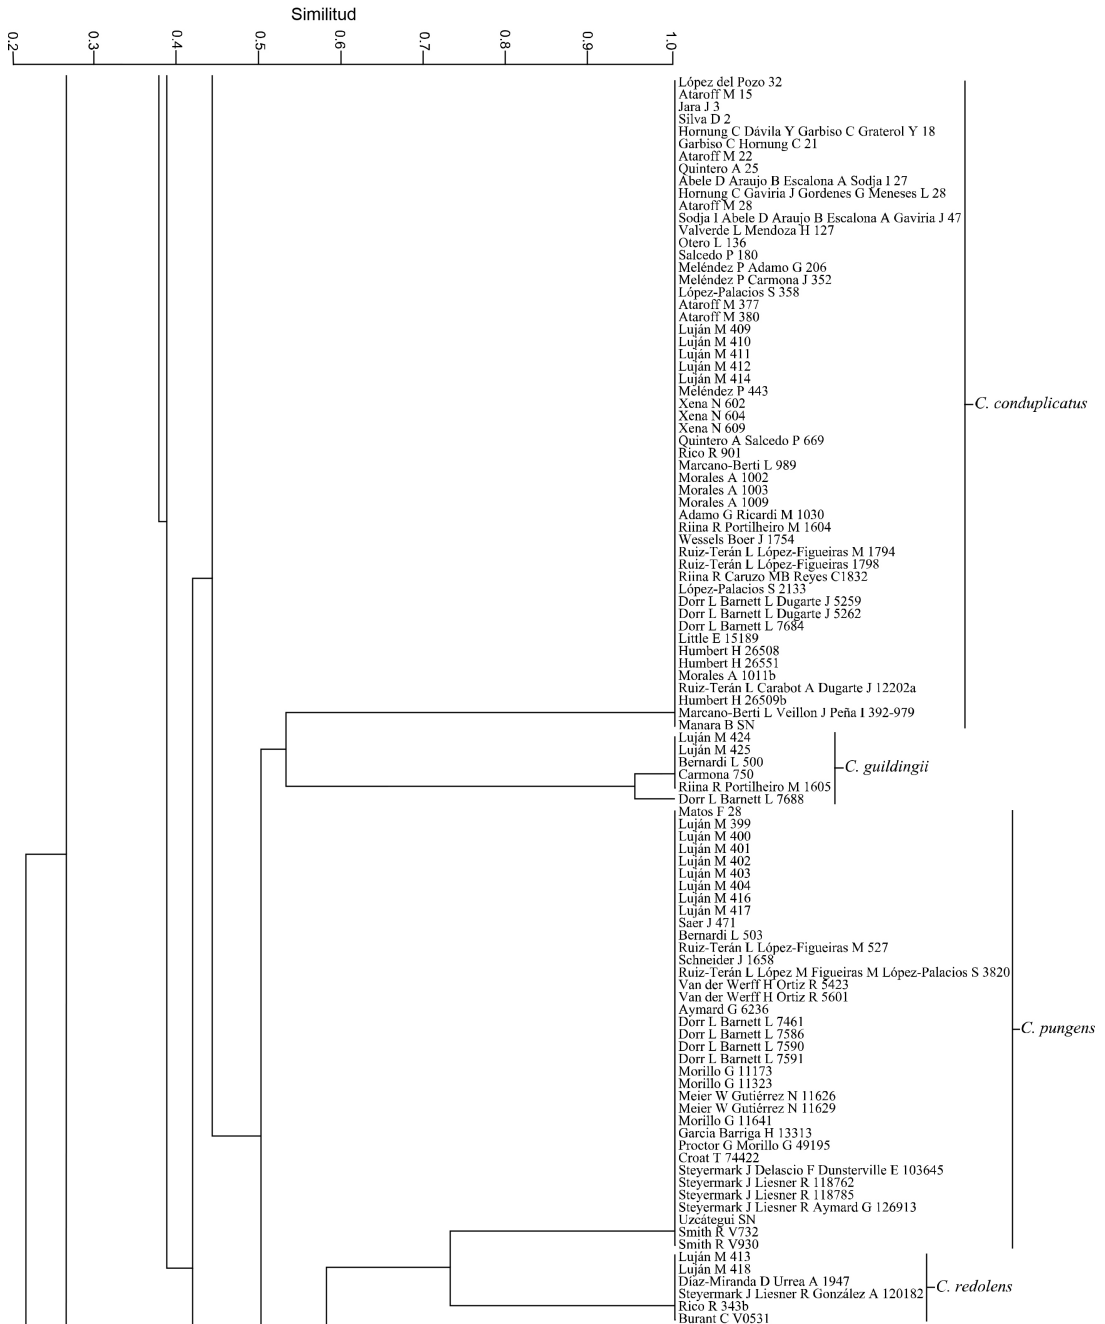 Similitud
0.2 0.3 0.4 0.5 0.6 0.7 0.8 0.9 1.0
López del Pozo 32
Ataroff M 15
Jara J 3
Silva D 2
Hornung C Dávila Y Garbiso C Graterol Y 18
Garbiso C Hornung C 21
Ataroff M 22
Quintero A 25
Abele D Araujo B Escalona A Sodja I 27
Hornung C Gaviria J Gordenes G Meneses L 28
Ataroff M 28
Sodja I Abele D Araujo B Escalona A Gaviria J 47
Valverde L Mendoza H 127
Otero L 136
Salcedo P 180
Meléndez P Adamo G 206
Meléndez P Carmona J 352
López-Palacios S 358
Ataroff M 377
Ataroff M 380
Luján M 409
Luján M 410
Luján M 411
Luján M 412
Luján M 414
Meléndez P 443
Xena N 602
C. conduplicatus
Xena N 604
Xena N 609
Quintero A Salcedo P 669
Rico R 901
Marcano-Berti L 989
Morales A 1002
Morales A 1003
Morales A 1009
Adamo G Ricardi M 1030
Riina R Portilheiro M 1604
Wessels Boer J 1754
Ruiz-Terán L López-Figueiras M 1794
Ruiz-Terán L López-Figueiras 1798
Riina R Caruzo MB Reyes C1832
López-Palacios S 2133
Dorr L Barnett L Dugarte J 5259
Dorr L Barnett L Dugarte J 5262
Dorr L Barnett L 7684
Little E 15189
Humbert H 26508
Humbert H 26551
Morales A 1011b
Ruiz-Terán L Carabot A Dugarte J 12202a
Humbert H 26509b
Marcano-Berti L Veillon J Peña I 392-979
Manara B SN
Luján M 424
Luján M 425
Bernardi L 500
C. guildingii
Carmona 750
Riina R Portilheiro M 1605
Dorr L Barnett L 7688
Matos F 28
Luján M 399
Luján M 400
Luján M 401
Luján M 402
Luján M 403
Luján M 404
Luján M 416
Luján M 417
Saer J 471
Bernardi L 503
Ruiz-Terán L López-Figueiras M 527
Schneider J 1658
Ruiz-Terán L López M Figueiras M López-Palacios S 3820
Van der Werff H Ortiz R 5423
Van der Werff H Ortiz R 5601
Aymard G 6236
Dorr L Barnett L 7461
C. pungens
Dorr L Barnett L 7586
Dorr L Barnett L 7590
Dorr L Barnett L 7591
Morillo G 11173
Morillo G 11323
Meier W Gutiérrez N 11626
Meier W Gutiérrez N 11629
Morillo G 11641
Garcia Barriga H 13313
Proctor G Morillo G 49195
Croat T 74422
Steyermark J Delascio F Dunsterville E 103645
Steyermark J Liesner R 118762
Steyermark J Liesner R 118785
Steyermark J Liesner R Aymard G 126913
Uzcátegui SN
Smith R V732
Smith R V930
Luján M 413
Luján M 418
Díaz-Miranda D Urrea A 1947
C. redolens
Steyermark J Liesner R González A 120182
Rico R 343b
Burant C V0531